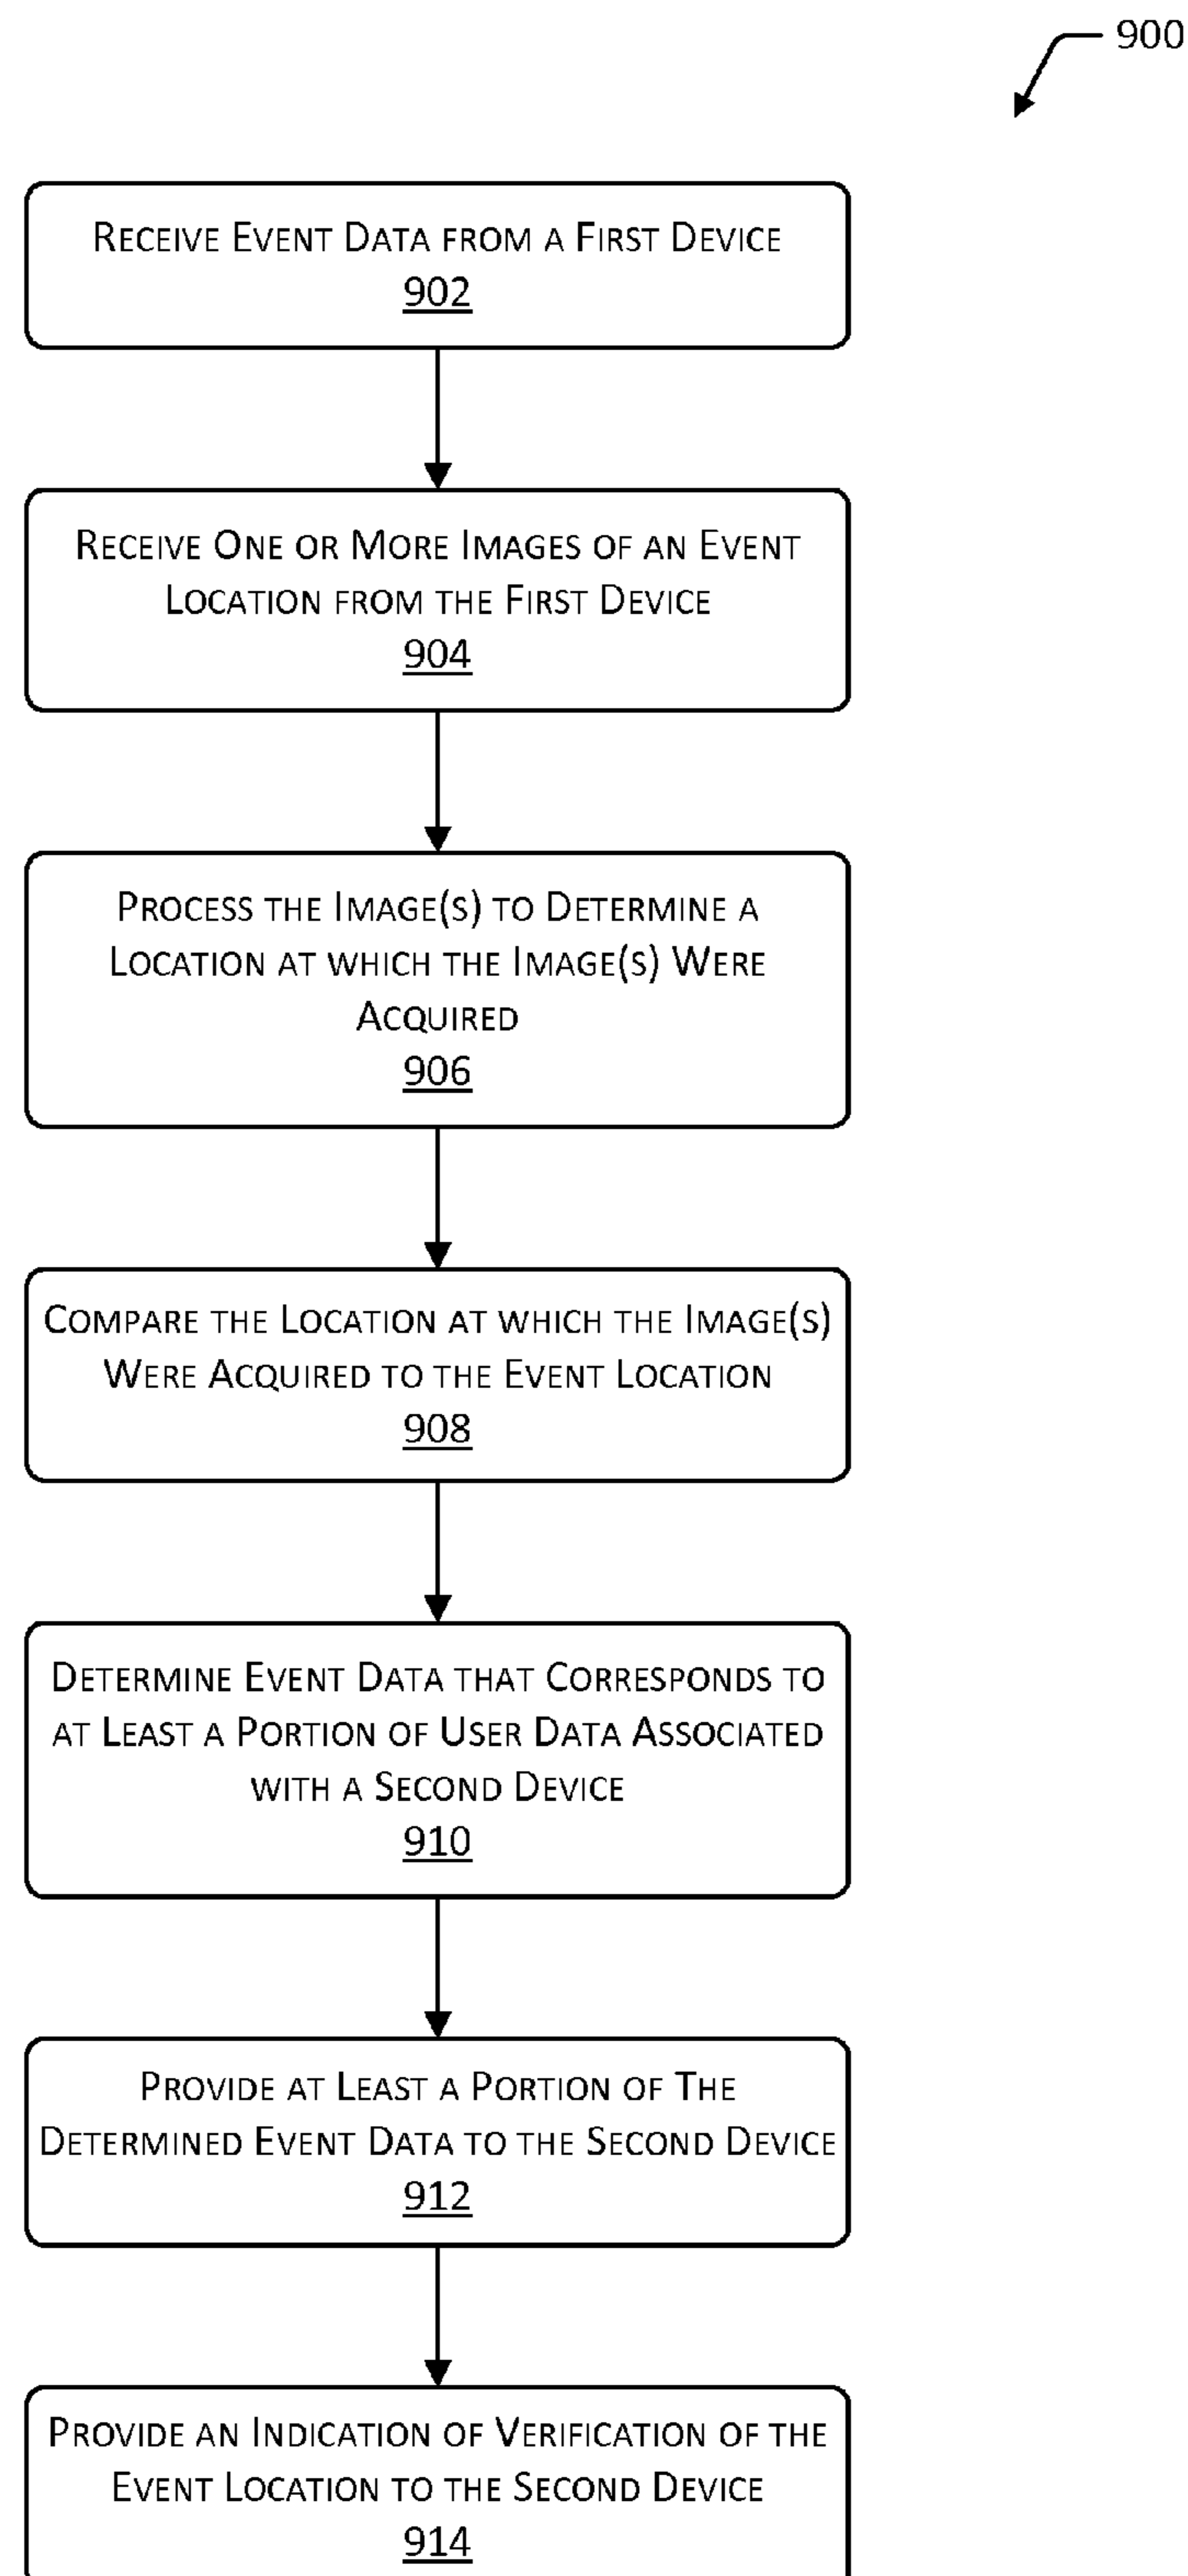 900
Receive Event Data from a First Device
902
Receive One or More Images of an Event
Location from the First Device
904
Process the Image(s) to Determine a
Location at which the Image(s) Were
Acquired
906
Compare the Location at which the Image(s)
Were Acquired to the Event Location
908
Determine Event Data that Corresponds to
at Least a Portion of User Data Associated
with a Second Device
910
Provide at Least a Portion of The
Determined Event Data to the Second Device
912
Provide an Indication of Verification of the
Event Location to the Second Device
914